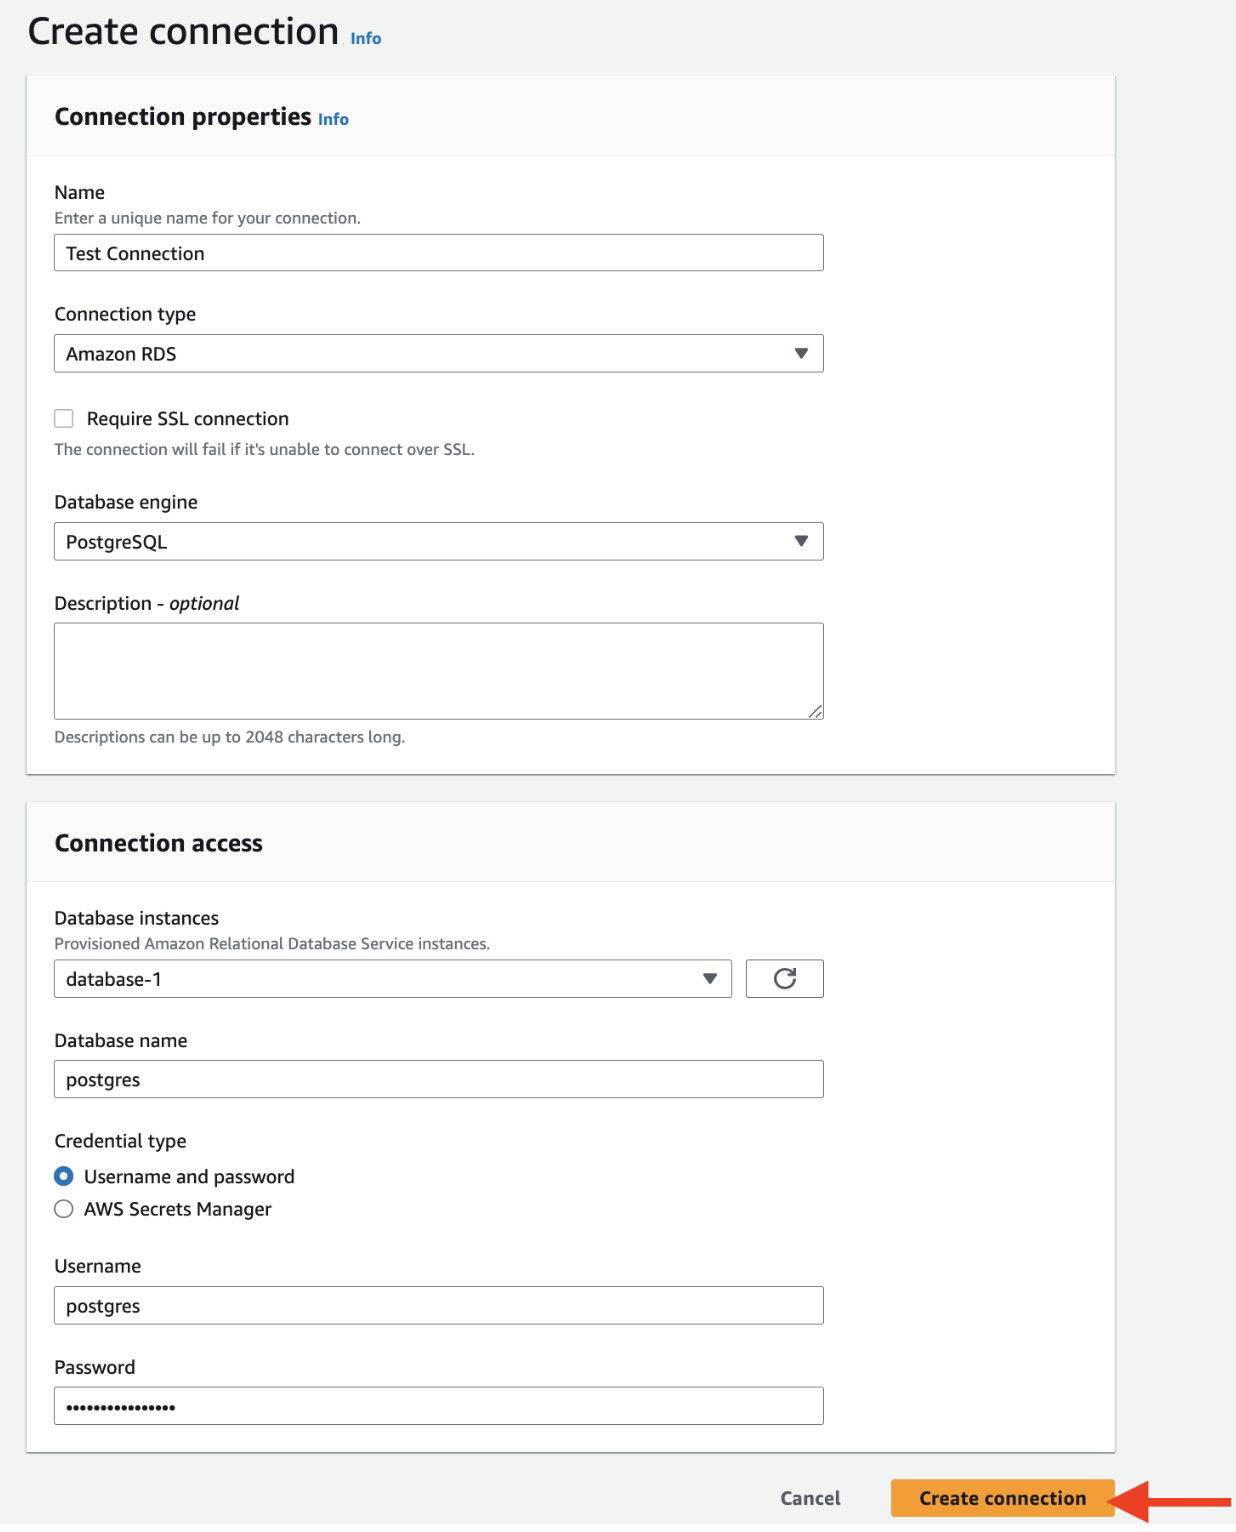 Create connection Info
Connection properties Info
Name
Enter a unique name for your connection.
Test Connection
Connection type
Amazon RDS
Require SSL connection
The connection will fail if it's unable to connect over SSL.
Database engine
PostgreSQL
Description - optional
Descriptions can be up to 2048 characters long.
Connection access
Database instances
Provisioned Amazon Relational Database Service instances.
database-1
Database name
postgres
Credential type
Username and password
AWS Secrets Manager
Username
postgres
Password
••••••••••••••••
Cancel Create connection